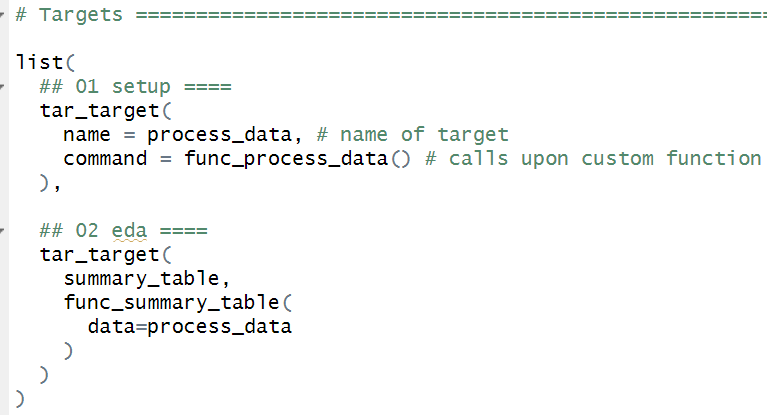 # Targets ====================================================
list(
  ## 01 setup ====
  tar_target(
    name = process_data, # name of target
    command = func_process_data() # calls upon custom function
  ),
  ## 02 eda ====
  tar_target(
    summary_table,
    func_summary_table(
      data=process_data
    )
  )
)